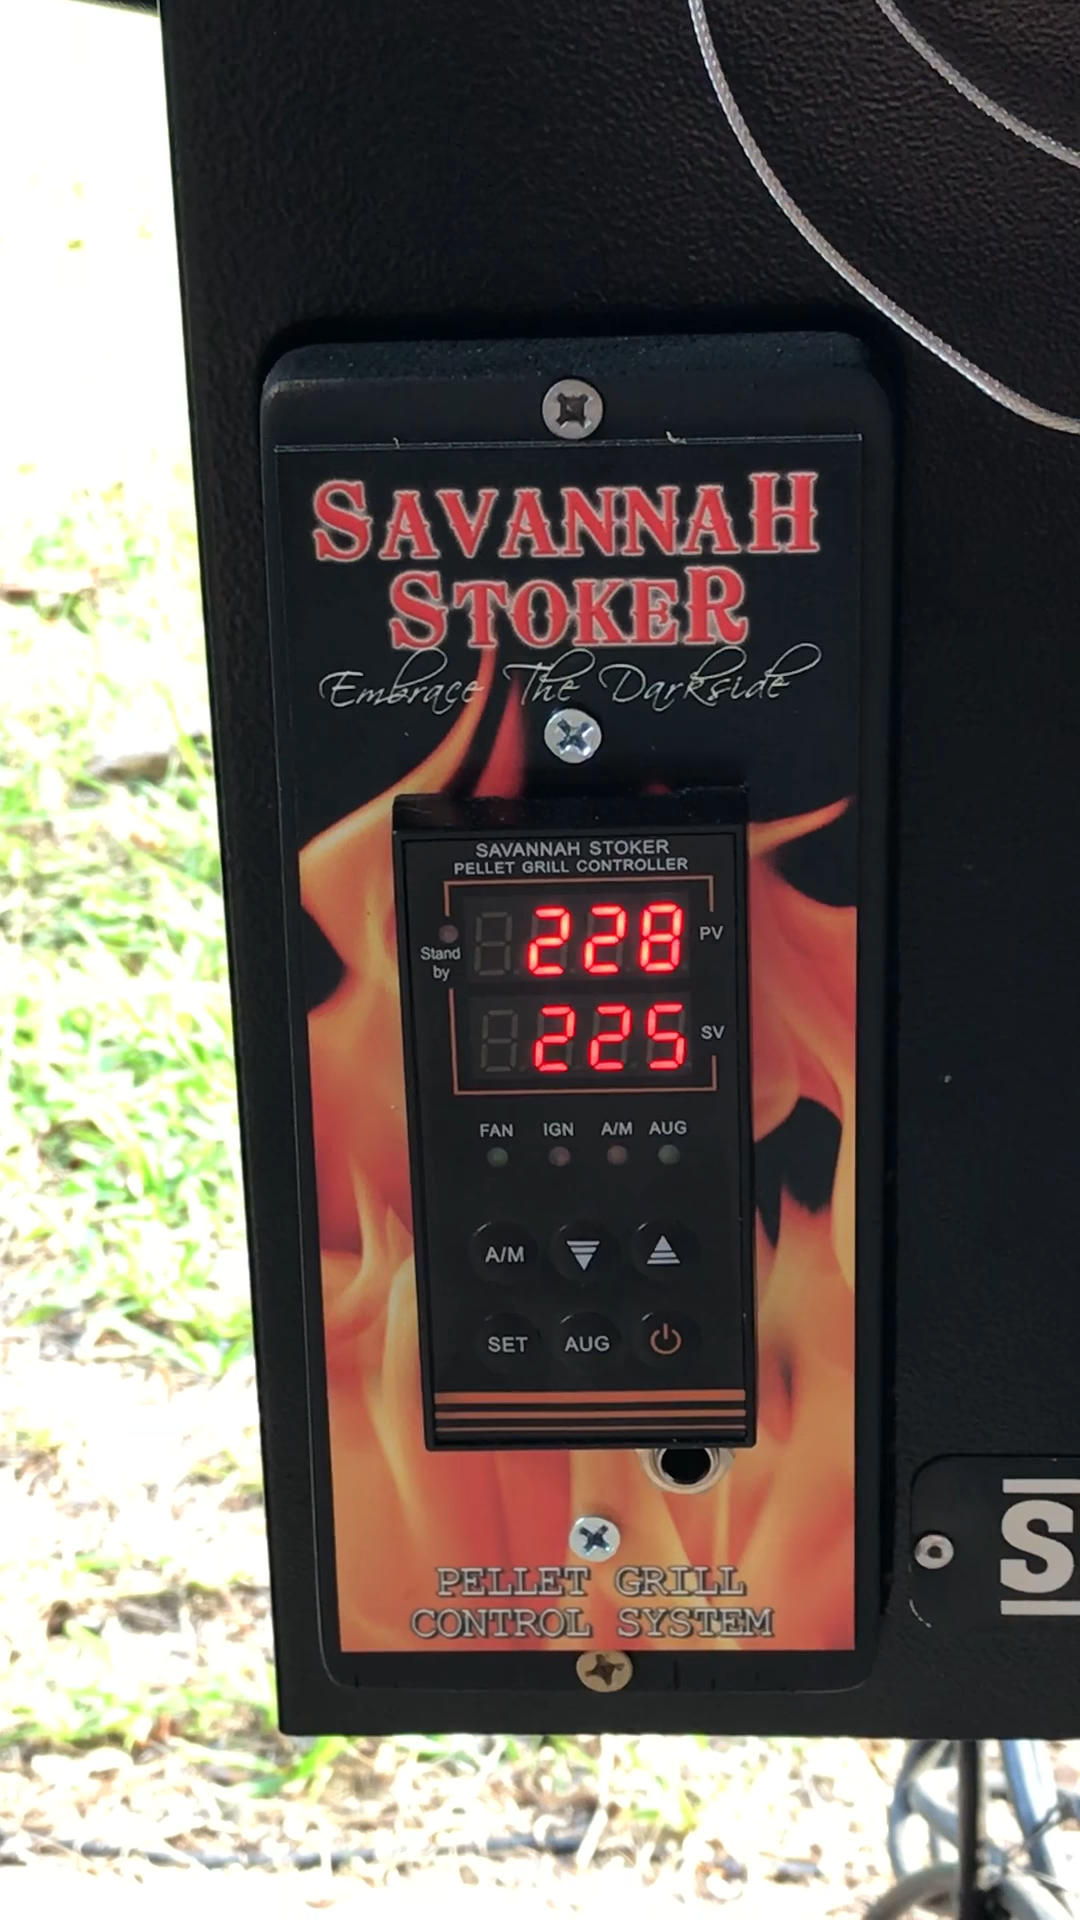 SAVANNAH
STOKER
Embrace The Darkside
SAVANNAH STOKER
PELLET GRILL CONTROLLER
228 PV
Stand
by
225 SV
FAN IGN A/M AUG
A/M
SET AUG
PELLET GRILL
CONTROL SYSTEM